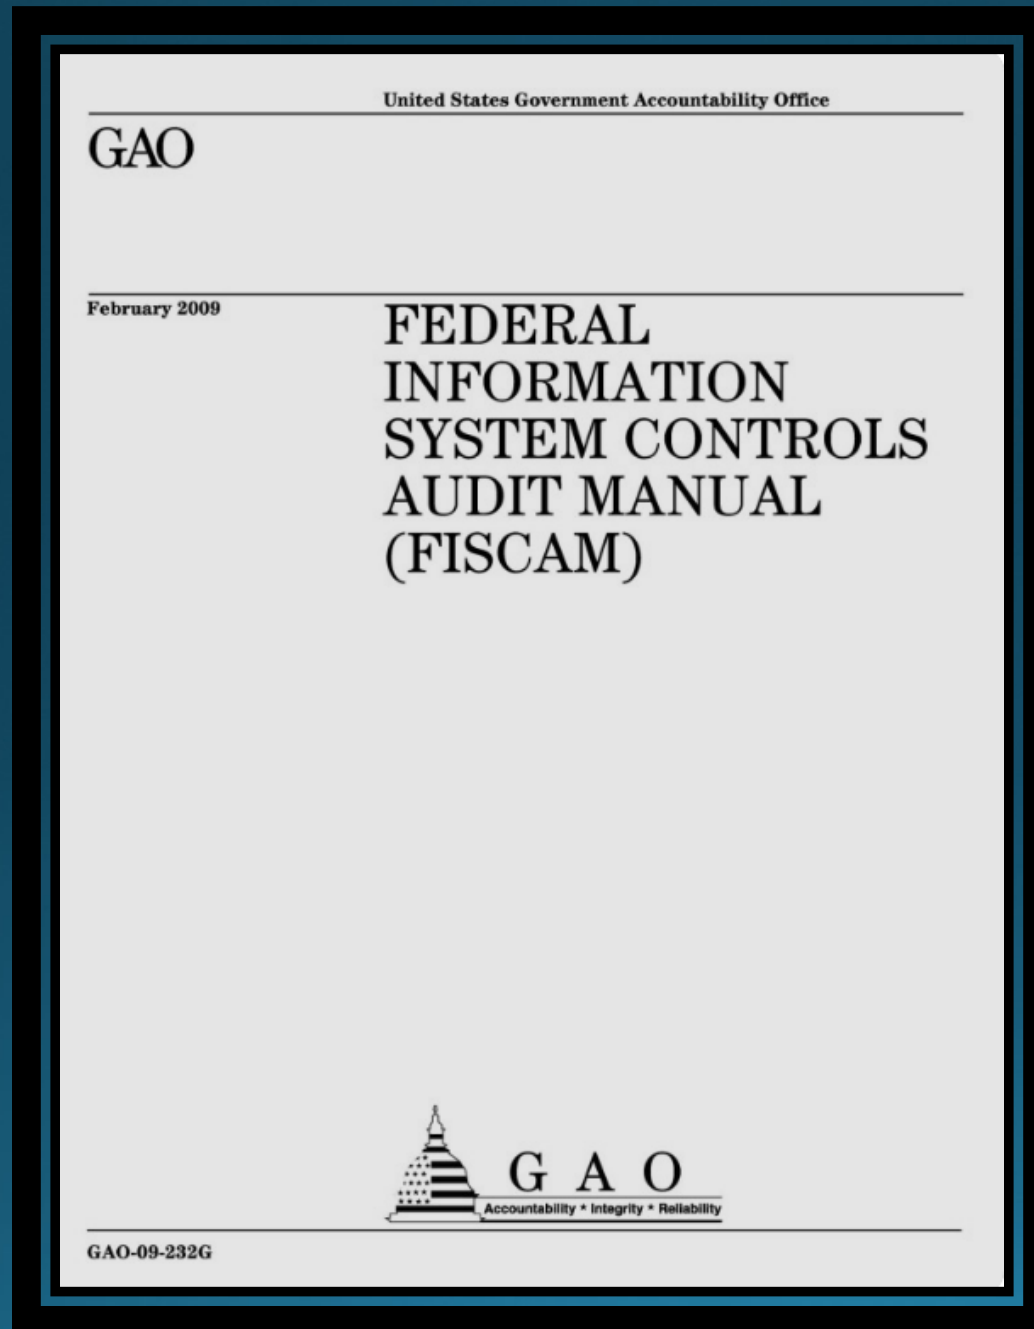 United States Government Accountability Office
GAO
February 2009
FEDERAL
INFORMATION
SYSTEM CONTROLS
AUDIT MANUAL
(FISCAM)
G A O
Accountability * Integrity * Reliability
GAO-09-232G